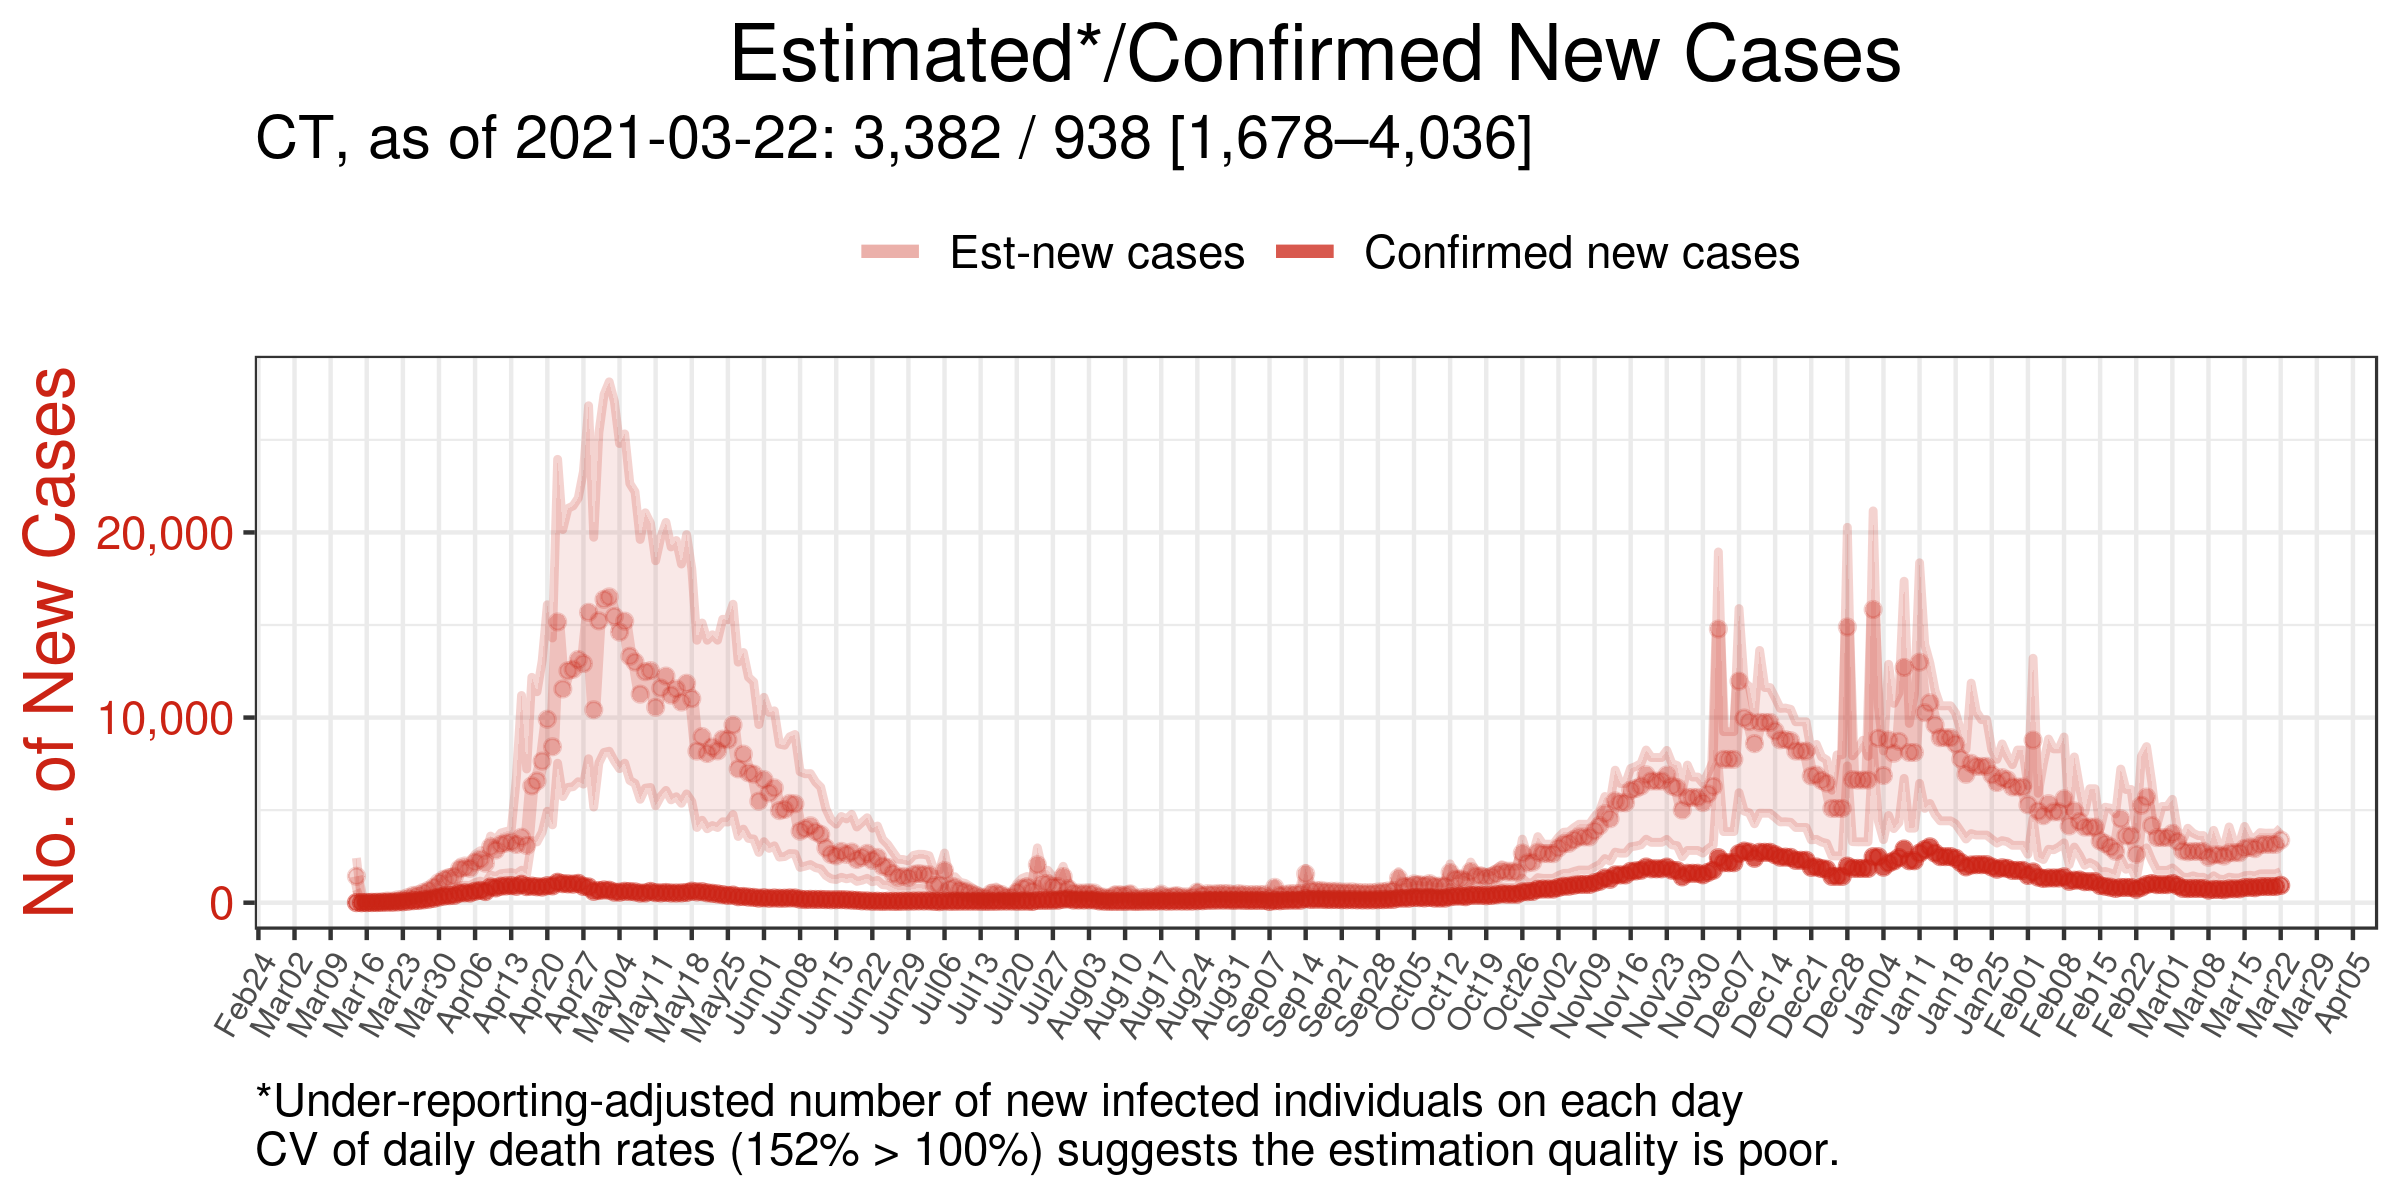 Estimated*/Confirmed New Cases
CT, as of 2021-03-22: 3,382 / 938 [1,678–4,036]
Est-new cases Confirmed new cases
No. of New Cases
20,000
10,000
0
Feb24 Mar02 Mar09 Mar16 Mar23 Mar30 Apr06 Apr13 Apr20 Apr27 May04 May11 May18 May25 Jun01 Jun08 Jun15 Jun22 Jun29 Jul06 Jul13 Jul20 Jul27 Aug03 Aug10 Aug17 Aug24 Aug31 Sep07 Sep14 Sep21 Sep28 Oct05 Oct12 Oct19 Oct26 Nov02 Nov09 Nov16 Nov23 Nov30 Dec07 Dec14 Dec21 Dec28 Jan04 Jan11 Jan18 Jan25 Feb01 Feb08 Feb15 Feb22 Mar01 Mar08 Mar15 Mar22 Mar29 Apr05
*Under-reporting-adjusted number of new infected individuals on each day
CV of daily death rates (152% > 100%) suggests the estimation quality is poor.